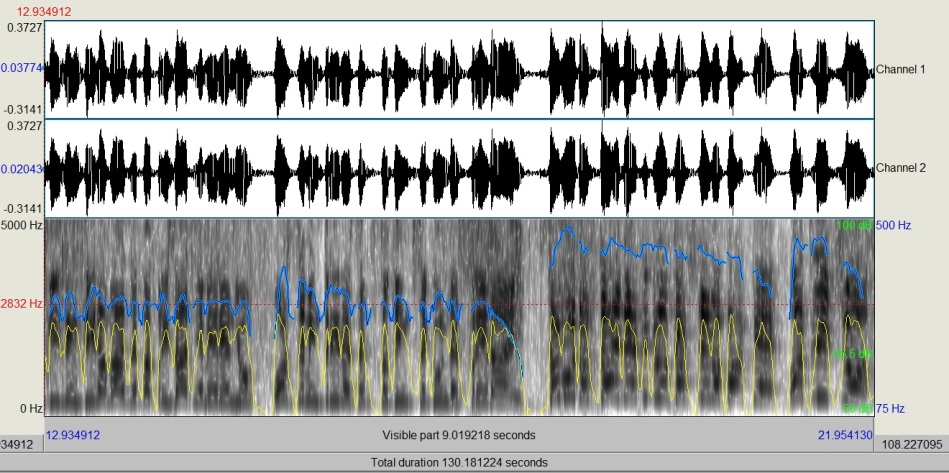 12.934912
0.3727
0.03774
-0.3141
Channel 1
0.3727
0.02043
-0.3141
Channel 2
5000 Hz
100 dB
500 Hz
2832 Hz
0 Hz
75 Hz
12.934912
Visible part 9.019218 seconds
21.954130
34912
108.227095
Total duration 130.181224 seconds